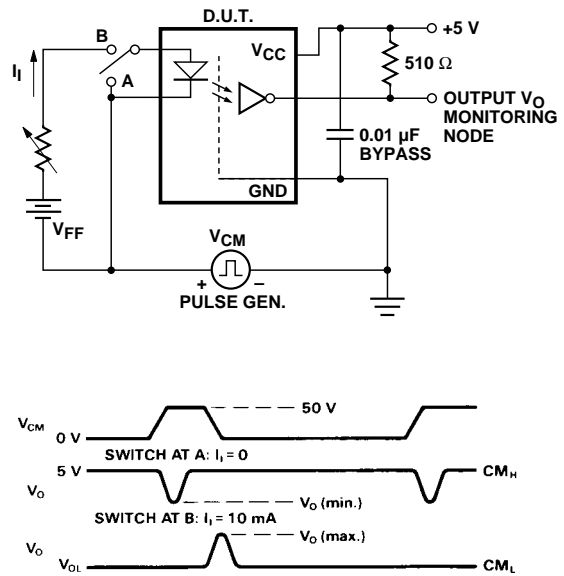 D.U.T.
B
V_CC
+5 V
I_I
A
510 Ω
OUTPUT V_O
MONITORING
NODE
0.01 µF
BYPASS
GND
V_FF
V_CM
+ −
PULSE GEN.
V_CM
50 V
0 V
SWITCH AT A: I_I = 0
5 V
CM_H
V_O
V_O (min.)
SWITCH AT B: I_I = 10 mA
V_O (max.)
V_O
V_OL
CM_L